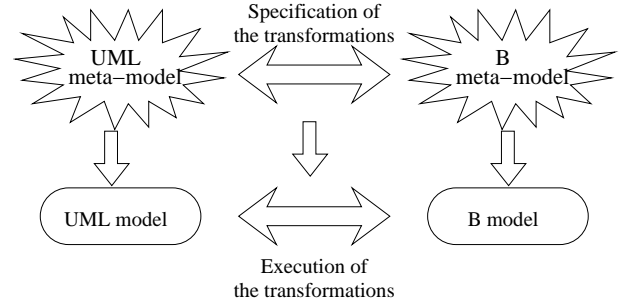 Specification of
the transformations
UML
meta−model
B
meta−model
UML model
B model
Execution of
the transformations